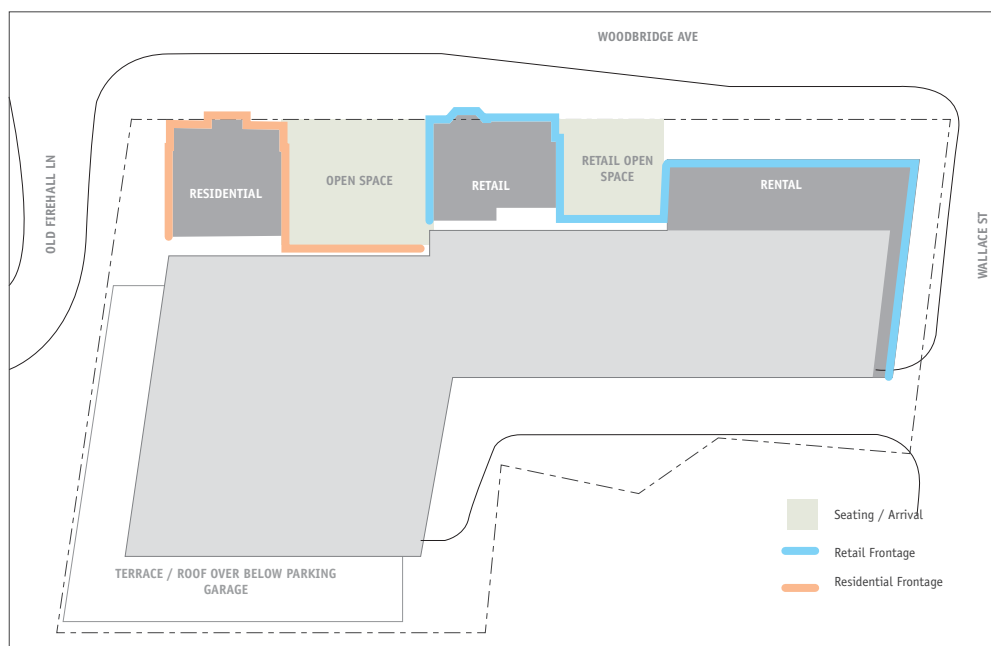 WOODBRIDGE AVE
OLD FIREHALL LN
RESIDENTIAL
OPEN SPACE
RETAIL
RETAIL OPEN
SPACE
RENTAL
WALLACE ST
TERRACE / ROOF OVER BELOW PARKING
GARAGE
Seating / Arrival
Retail Frontage
Residential Frontage